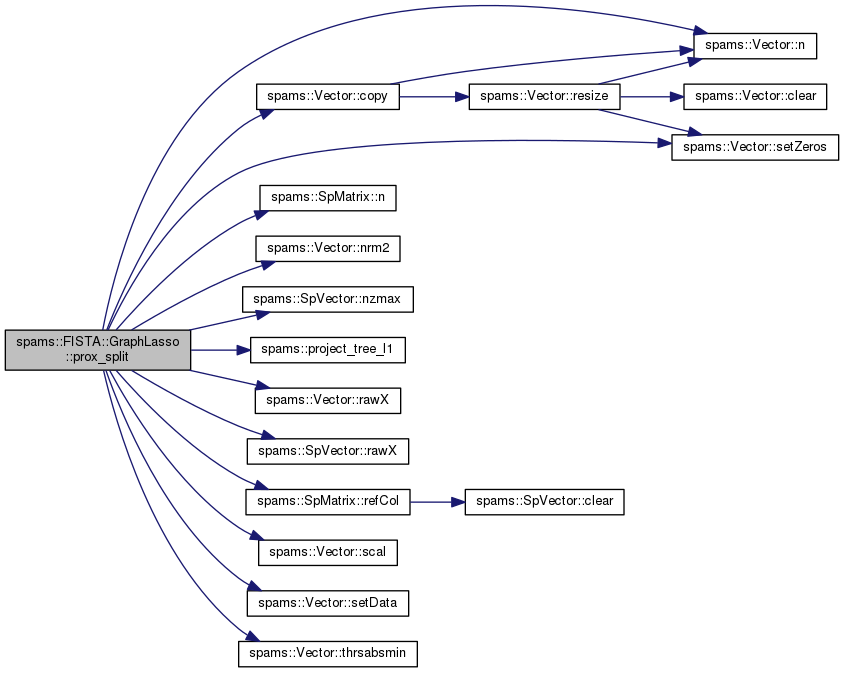 spams::Vector::n
spams::Vector::copy
spams::Vector::resize
spams::Vector::clear
spams::Vector::setZeros
spams::SpMatrix::n
spams::Vector::nrm2
spams::SpVector::nzmax
spams::FISTA::GraphLasso
::prox_split
spams::project_tree_l1
spams::Vector::rawX
spams::SpVector::rawX
spams::SpMatrix::refCol
spams::SpVector::clear
spams::Vector::scal
spams::Vector::setData
spams::Vector::thrsabsmin